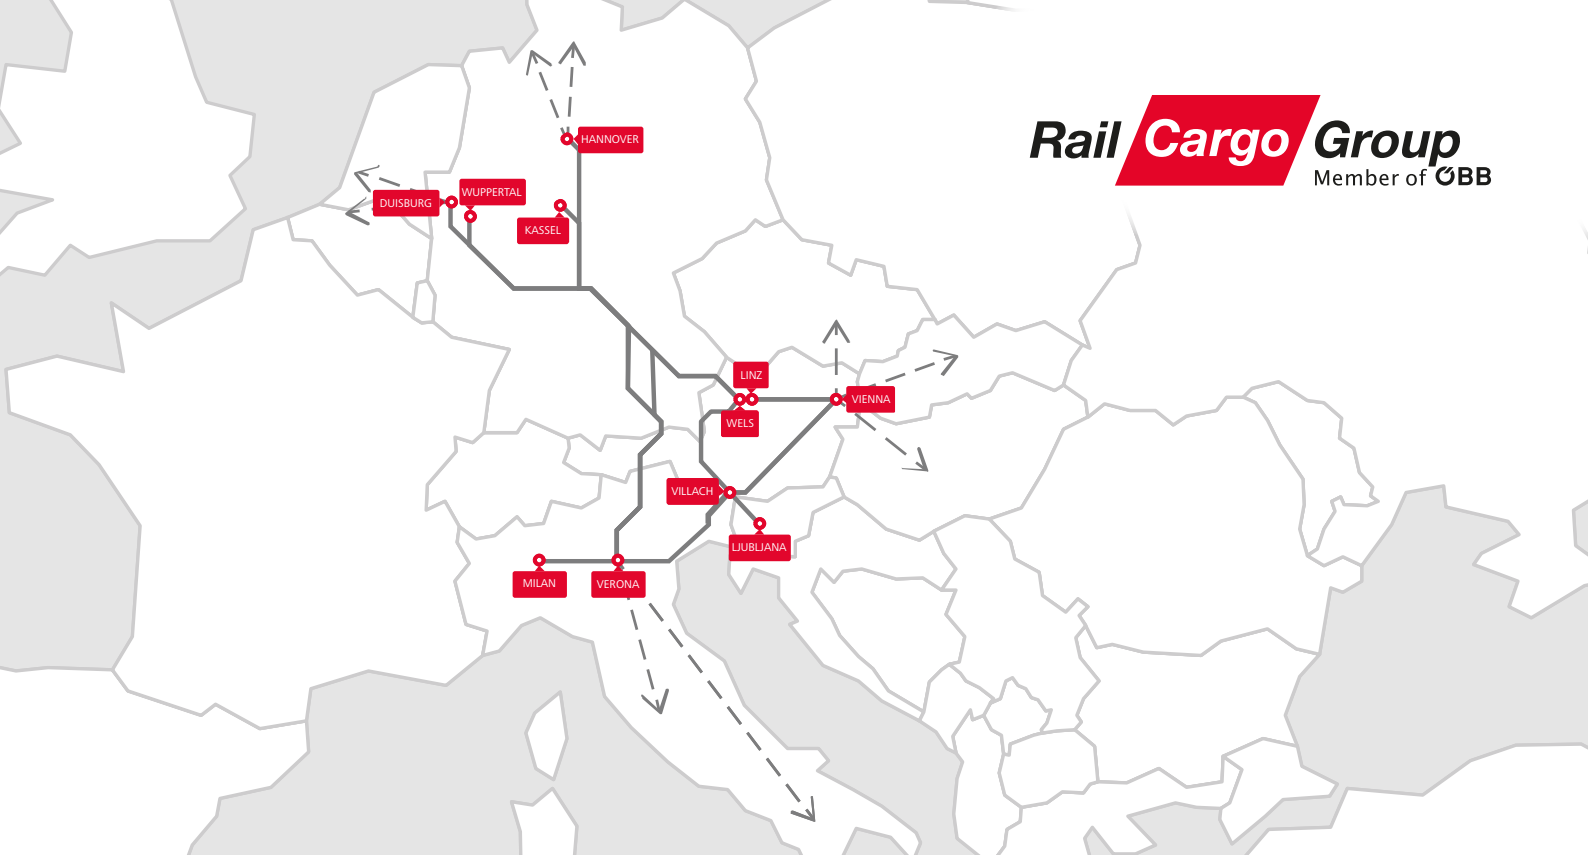 HANNOVER
Rail Cargo Group
Member of ÖBB
WUPPERTAL
DUISBURG
KASSEL
LINZ
VIENNA
WELS
VILLACH
LJUBLJANA
MILAN
VERONA